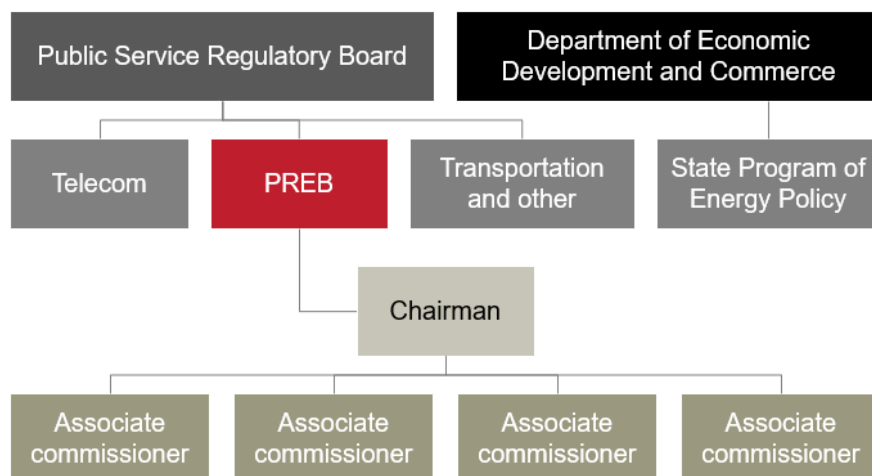 Public Service Regulatory Board
Department of Economic
Development and Commerce
Telecom
PREB
Transportation
and other
State Program of
Energy Policy
Chairman
Associate
commissioner
Associate
commissioner
Associate
commissioner
Associate
commissioner